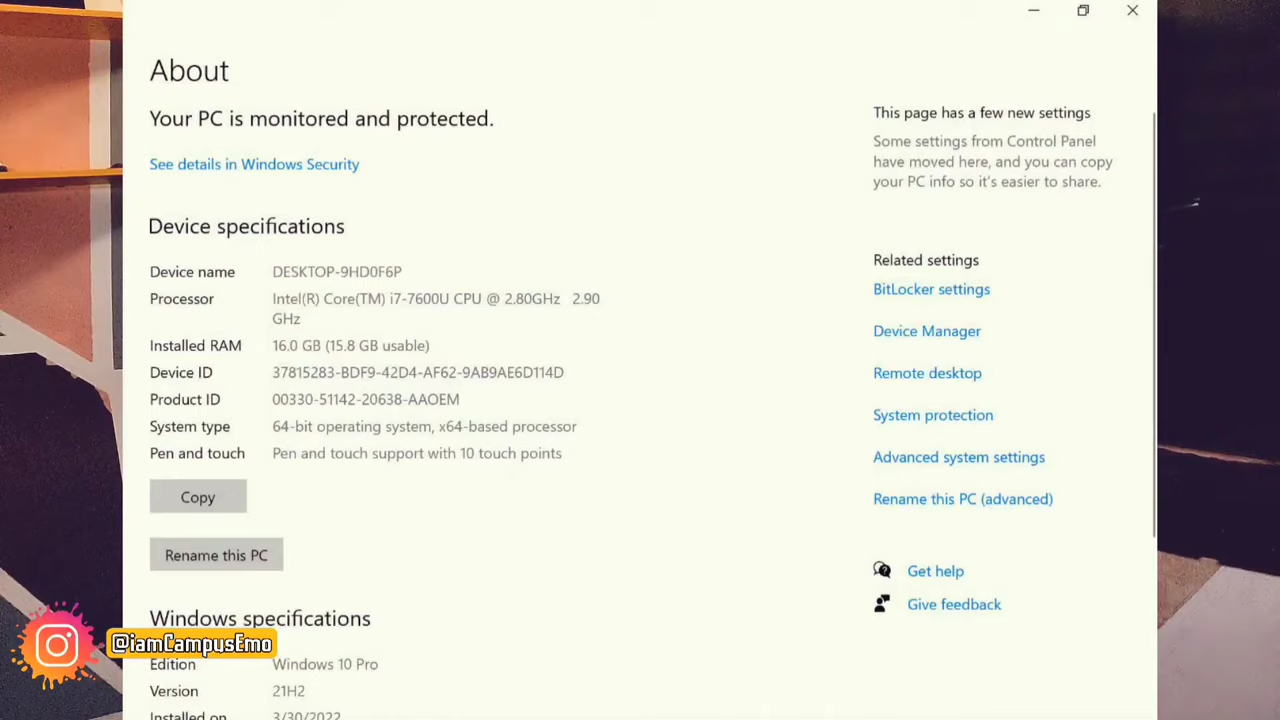 About
Your PC is monitored and protected.
See details in Windows Security
Device specifications
Device name DESKTOP-9HD0F6P
Processor Intel(R) Core(TM) i7-7600U CPU @ 2.80GHz 2.90
GHz
Installed RAM 16.0 GB (15.8 GB usable)
Device ID 37815283-BDF9-42D4-AF62-9AB9AE6D114D
Product ID 00330-51142-20638-AAOEM
System type 64-bit operating system, x64-based processor
Pen and touch Pen and touch support with 10 touch points
Copy
Rename this PC
Windows specifications
@iamCampusEmo
Edition Windows 10 Pro
Version 21H2
Installed on 3/30/2022
This page has a few new settings
Some settings from Control Panel
have moved here, and you can copy
your PC info so it's easier to share.
Related settings
BitLocker settings
Device Manager
Remote desktop
System protection
Advanced system settings
Rename this PC (advanced)
Get help
Give feedback